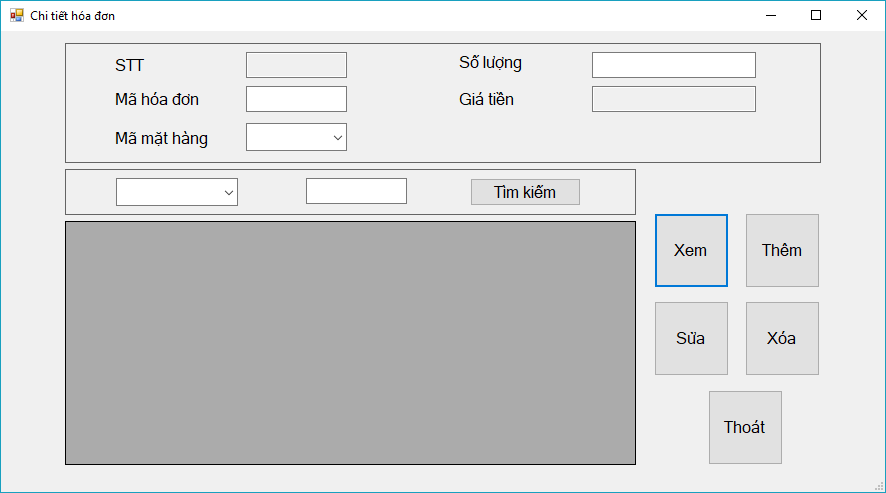 Chi tiết hóa đơn
STT
Số lượng
Mã hóa đơn
Giá tiền
Mã mặt hàng
Tìm kiếm
Xem
Thêm
Sửa
Xóa
Thoát